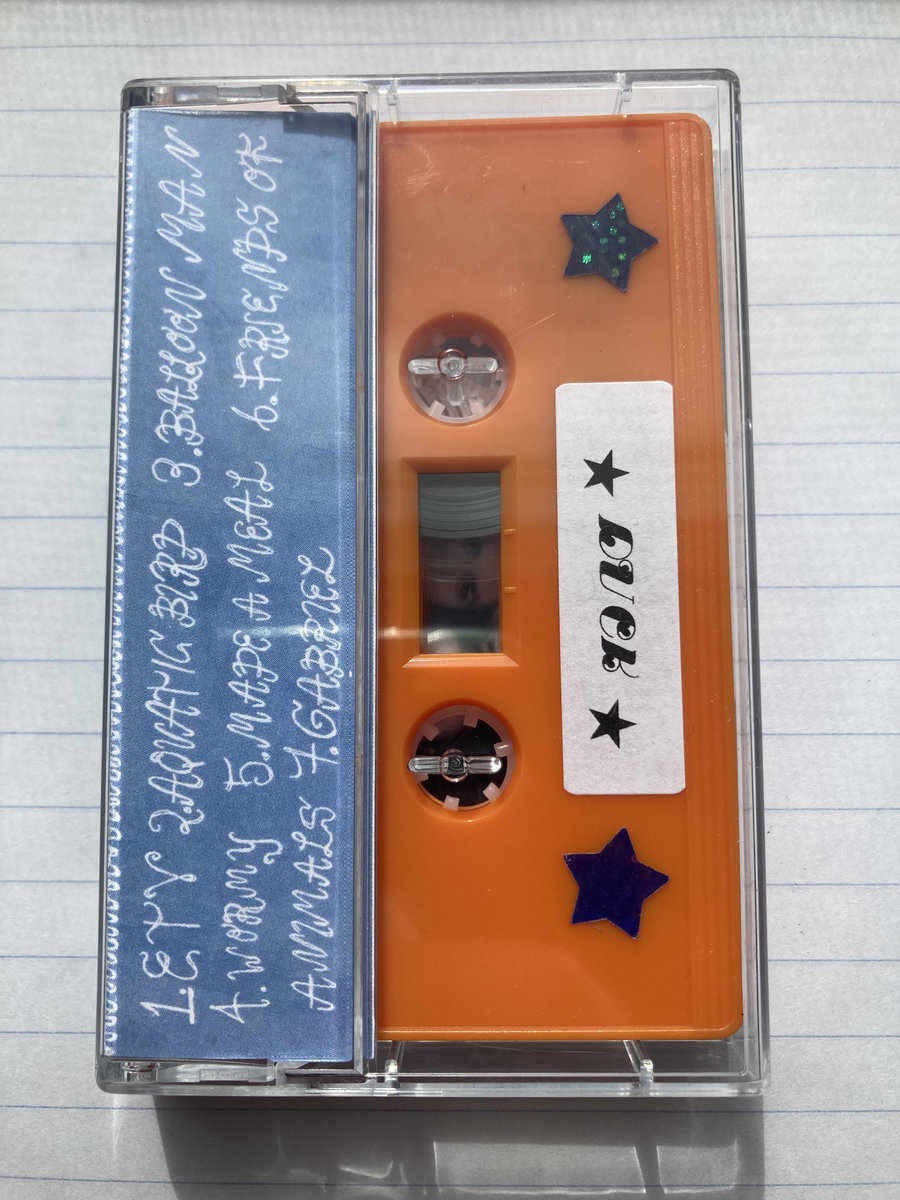 1.ETY 2.AQUATIC BIRD 3.BALLOON MAN
4.WORMY 5.MADE A MEAL 6.FRIENDS OF
ANIMALS 7.GABRIEL
★ DUCK ★